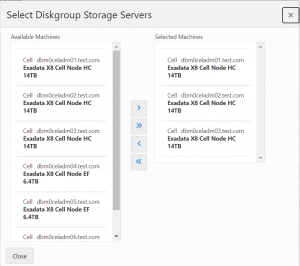 Select Diskgroup Storage Servers
Available Machines
Cell dbm0celadm01.test.com
Exadata X8 Cell Node HC
14TB
Cell dbm0celadm02.test.com
Exadata X8 Cell Node HC
14TB
Cell dbm0celadm03.test.com
Exadata X8 Cell Node HC
14TB
Cell dbm0celadm04.test.com
Exadata X8 Cell Node EF
6.4TB
Cell dbm0celadm05.test.com
Exadata X8 Cell Node EF
6.4TB
Cell dbm0celadm06.test.com
Selected Machines
Cell dbm0celadm01.test.com
Exadata X8 Cell Node HC
14TB
Cell dbm0celadm02.test.com
Exadata X8 Cell Node HC
14TB
Cell dbm0celadm03.test.com
Exadata X8 Cell Node HC
14TB
Close